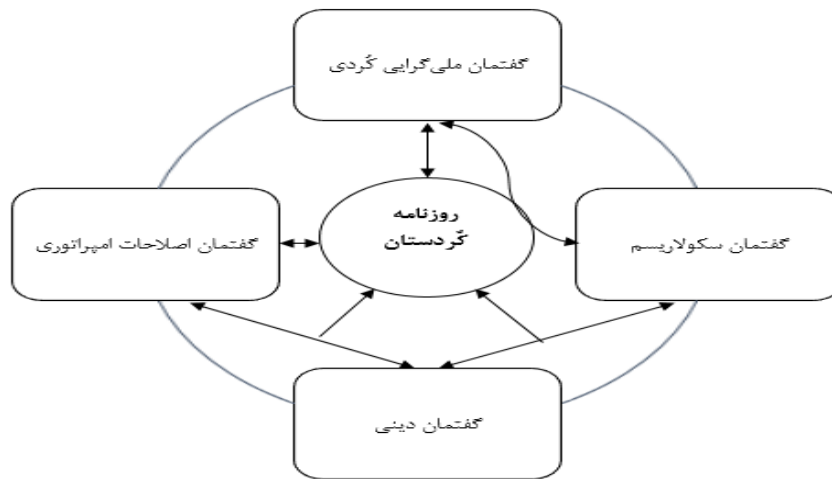 گفتمان ملی‌گرایی کُردی
روزنامه
کُردستان
گفتمان سکولاریسم
گفتمان اصلاحات امپراتوری
گفتمان دینی